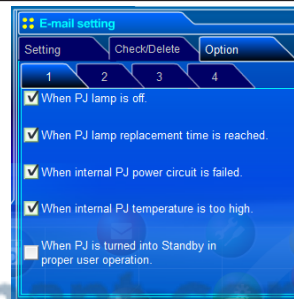 E-mail setting
Setting Check/Delete Option
1 2 3 4
When PJ lamp is off.
When PJ lamp replacement time is reached.
When internal PJ power circuit is failed.
When internal PJ temperature is too high.
When PJ is turned into Standby in
proper user operation.